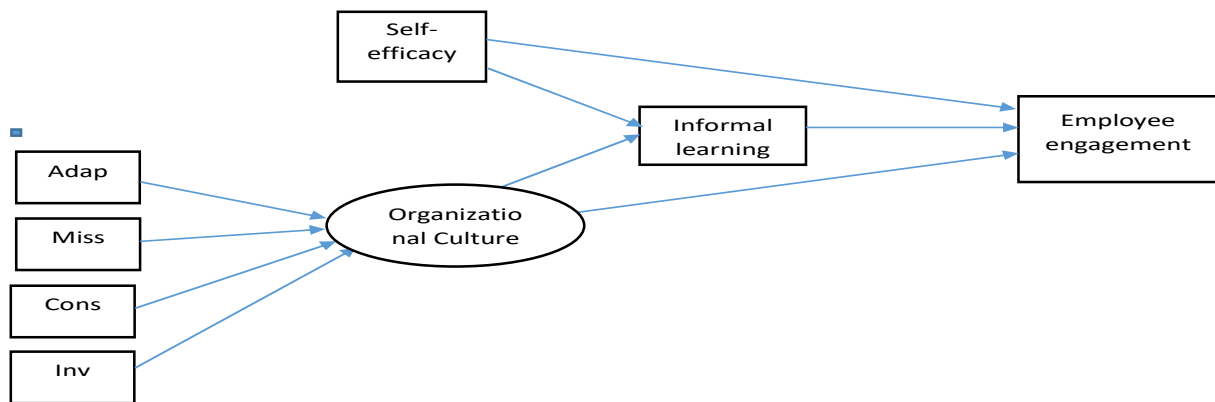 Self-
efficacy
Informal
learning
Employee
engagement
Adap
Miss
Organizatio
nal Culture
Cons
Inv